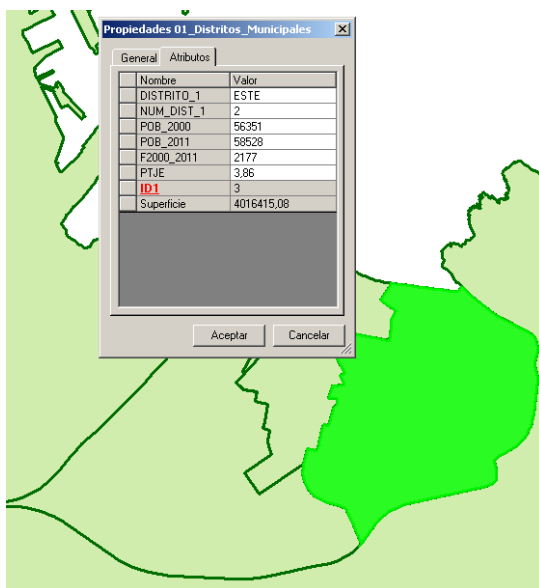 Propiedades 01_Distritos_Municipales
General Atributos
Nombre Valor
DISTRITO_1 ESTE
NUM_DIST_1 2
POB_2000 56351
POB_2011 58528
F2000_2011 2177
PTJE 3,86
ID1 3
Superficie 4016415,08
Aceptar Cancelar